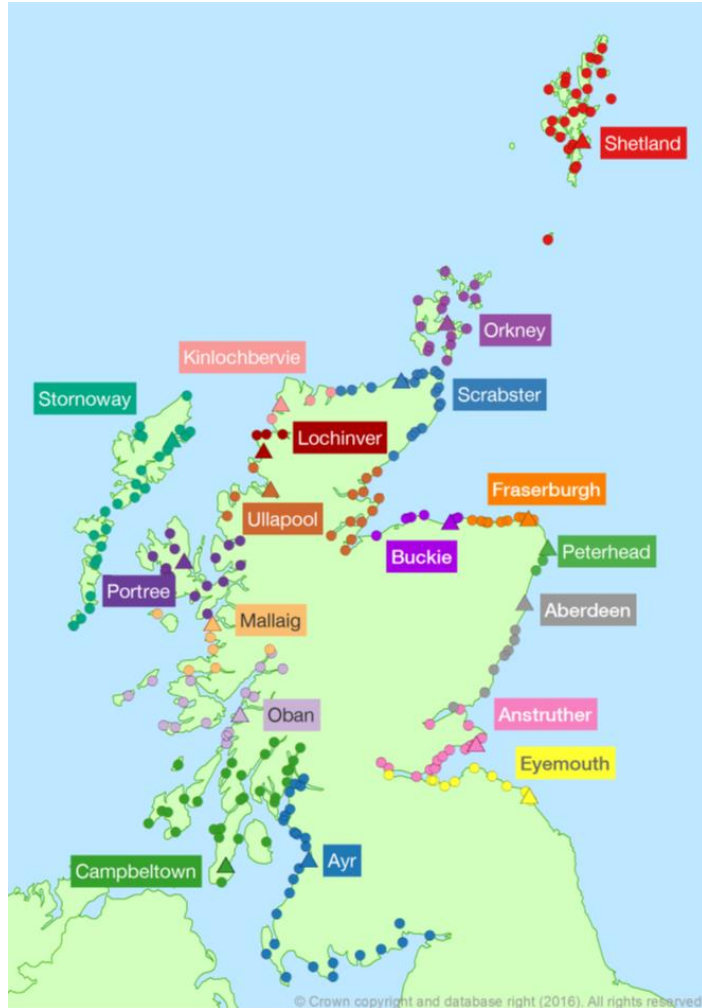 Shetland
Orkney
Kinlochbervie
Scrabster
Stornoway
Lochinver
Fraserburgh
Ullapool
Buckie
Peterhead
Portree
Aberdeen
Mallaig
Oban
Anstruther
Eyemouth
Campbeltown
Ayr
© Crown copyright and database right (2016). All rights reserved